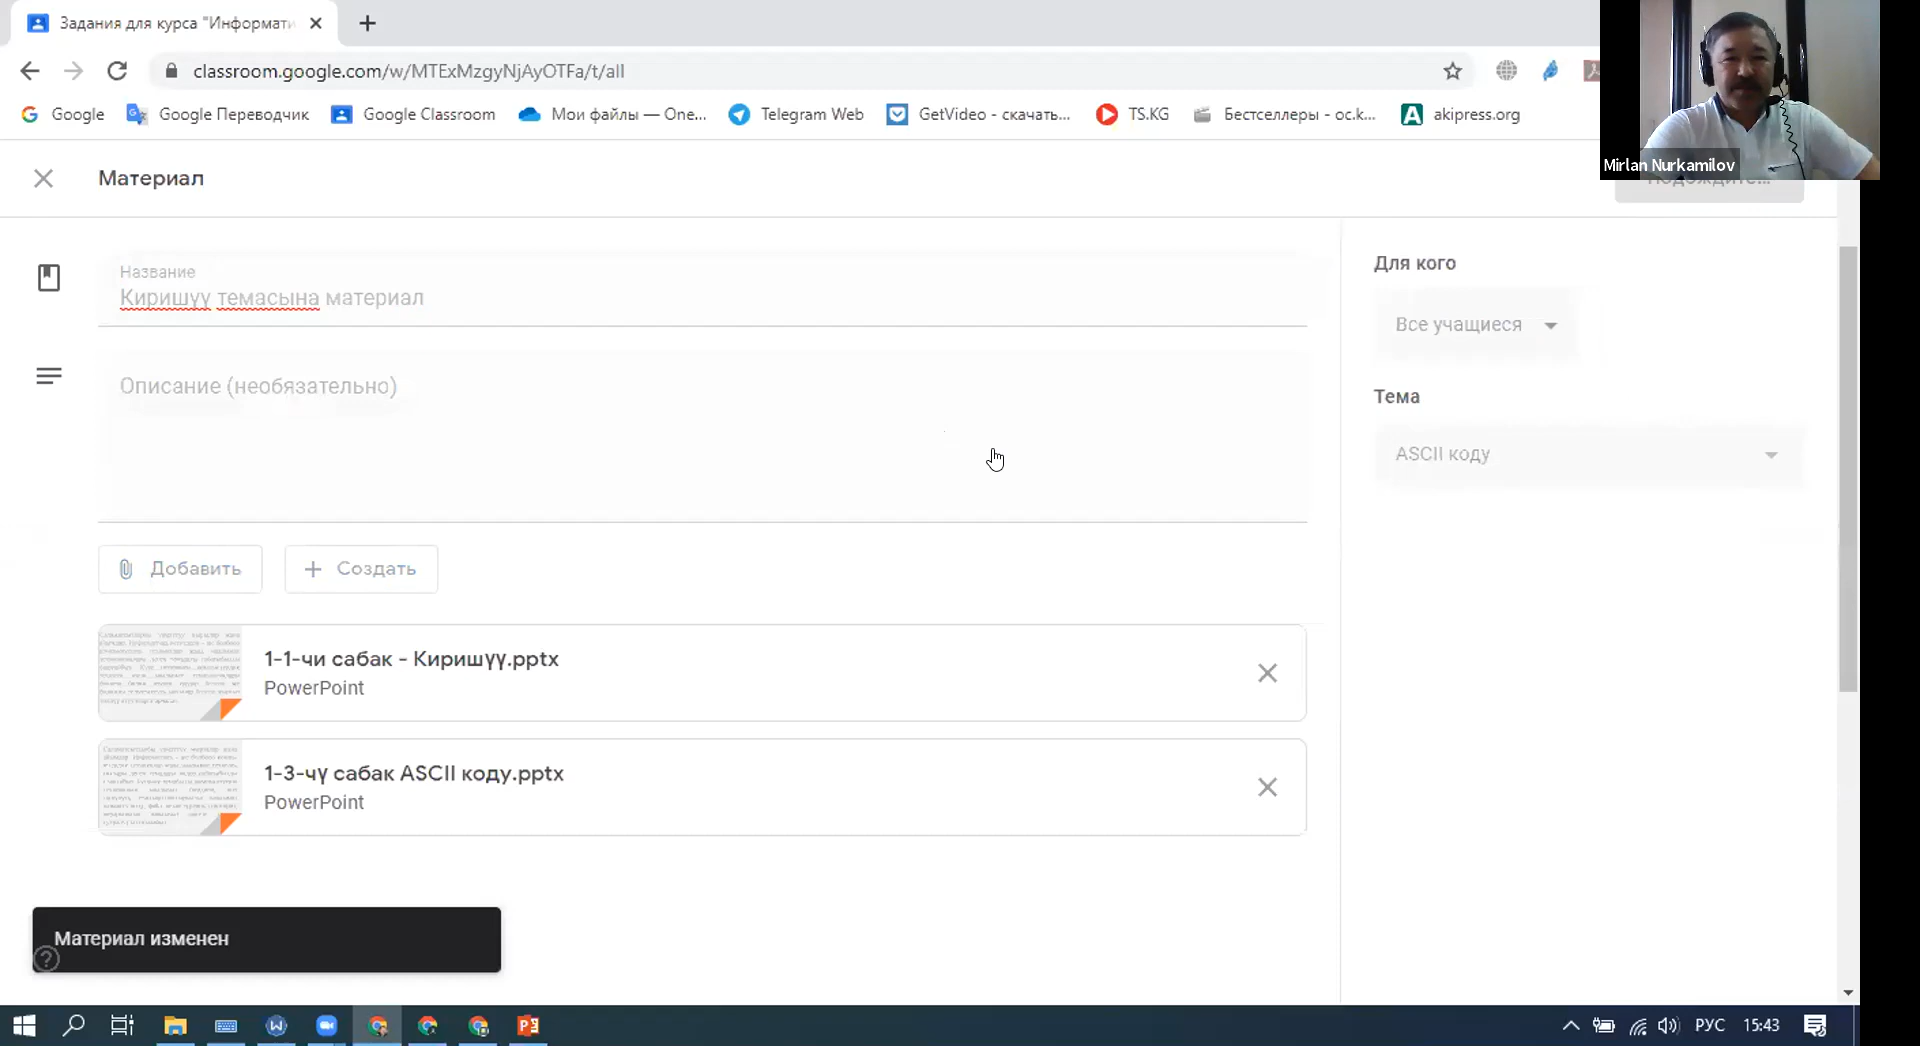 Задания для курса "Информати
classroom.google.com/w/MTExMzgyNjAyOTFa/t/all
Google
Google Переводчик
Google Classroom
Мои файлы — One...
Telegram Web
GetVideo - скачать...
TS.KG
Бестселлеры - oc.k...
akipress.org
Mirlan Nurkamilov
Материал
Подождите...
Название
Киришүү темасына материал
Описание (необязательно)
Для кого
Все учащиеся
Тема
ASCII коду
Добавить
Создать
1-1-чи сабак - Киришүү.pptx
PowerPoint
1-3-чү сабак ASCII коду.pptx
PowerPoint
Материал изменен
РУС
15:43